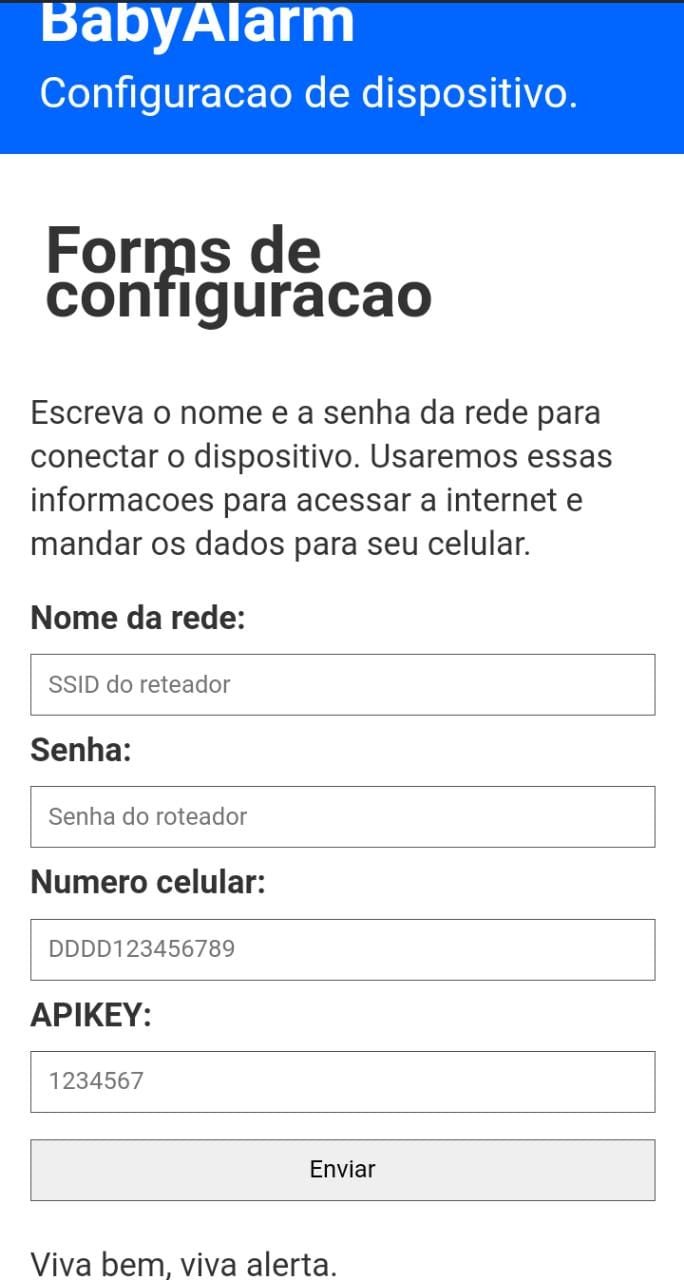 BabyAlarm
Configuracao de dispositivo.
Forms de
configuracao
Escreva o nome e a senha da rede para
conectar o dispositivo. Usaremos essas
informacoes para acessar a internet e
mandar os dados para seu celular.
Nome da rede:
SSID do reteador
Senha:
Senha do roteador
Numero celular:
DDDD123456789
APIKEY:
1234567
Enviar
Viva bem, viva alerta.